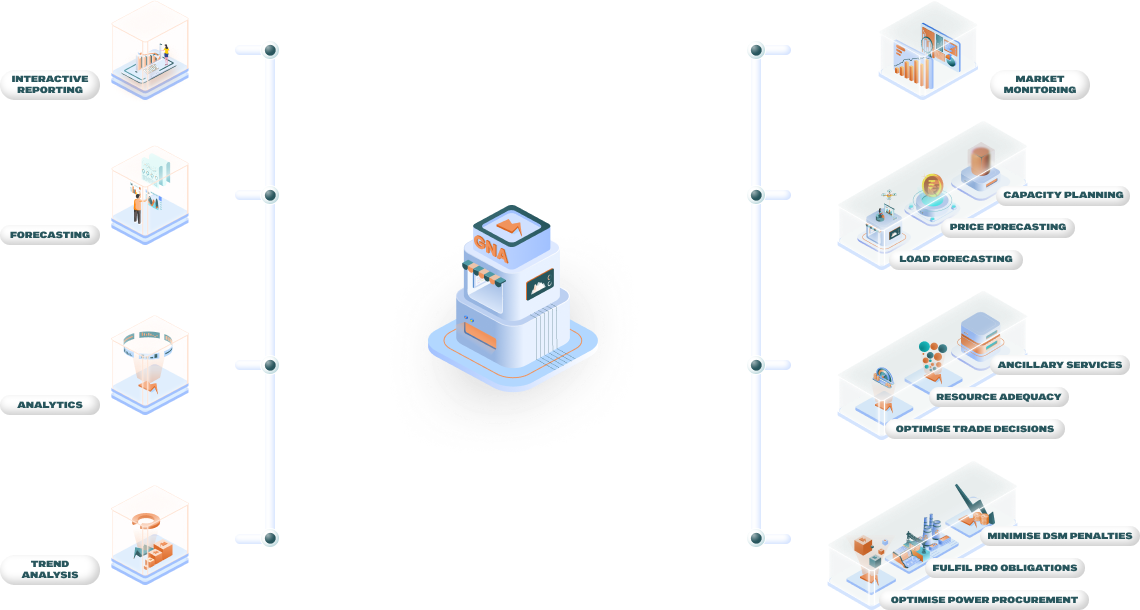 INTERACTIVE
REPORTING
FORECASTING
ANALYTICS
TREND
ANALYSIS
GNA
MARKET
MONITORING
CAPACITY PLANNING
PRICE FORECASTING
LOAD FORECASTING
ANCILLARY SERVICES
RESOURCE ADEQUACY
OPTIMISE TRADE DECISIONS
MINIMISE DSM PENALTIES
FULFIL PRO OBLIGATIONS
OPTIMISE POWER PROCUREMENT